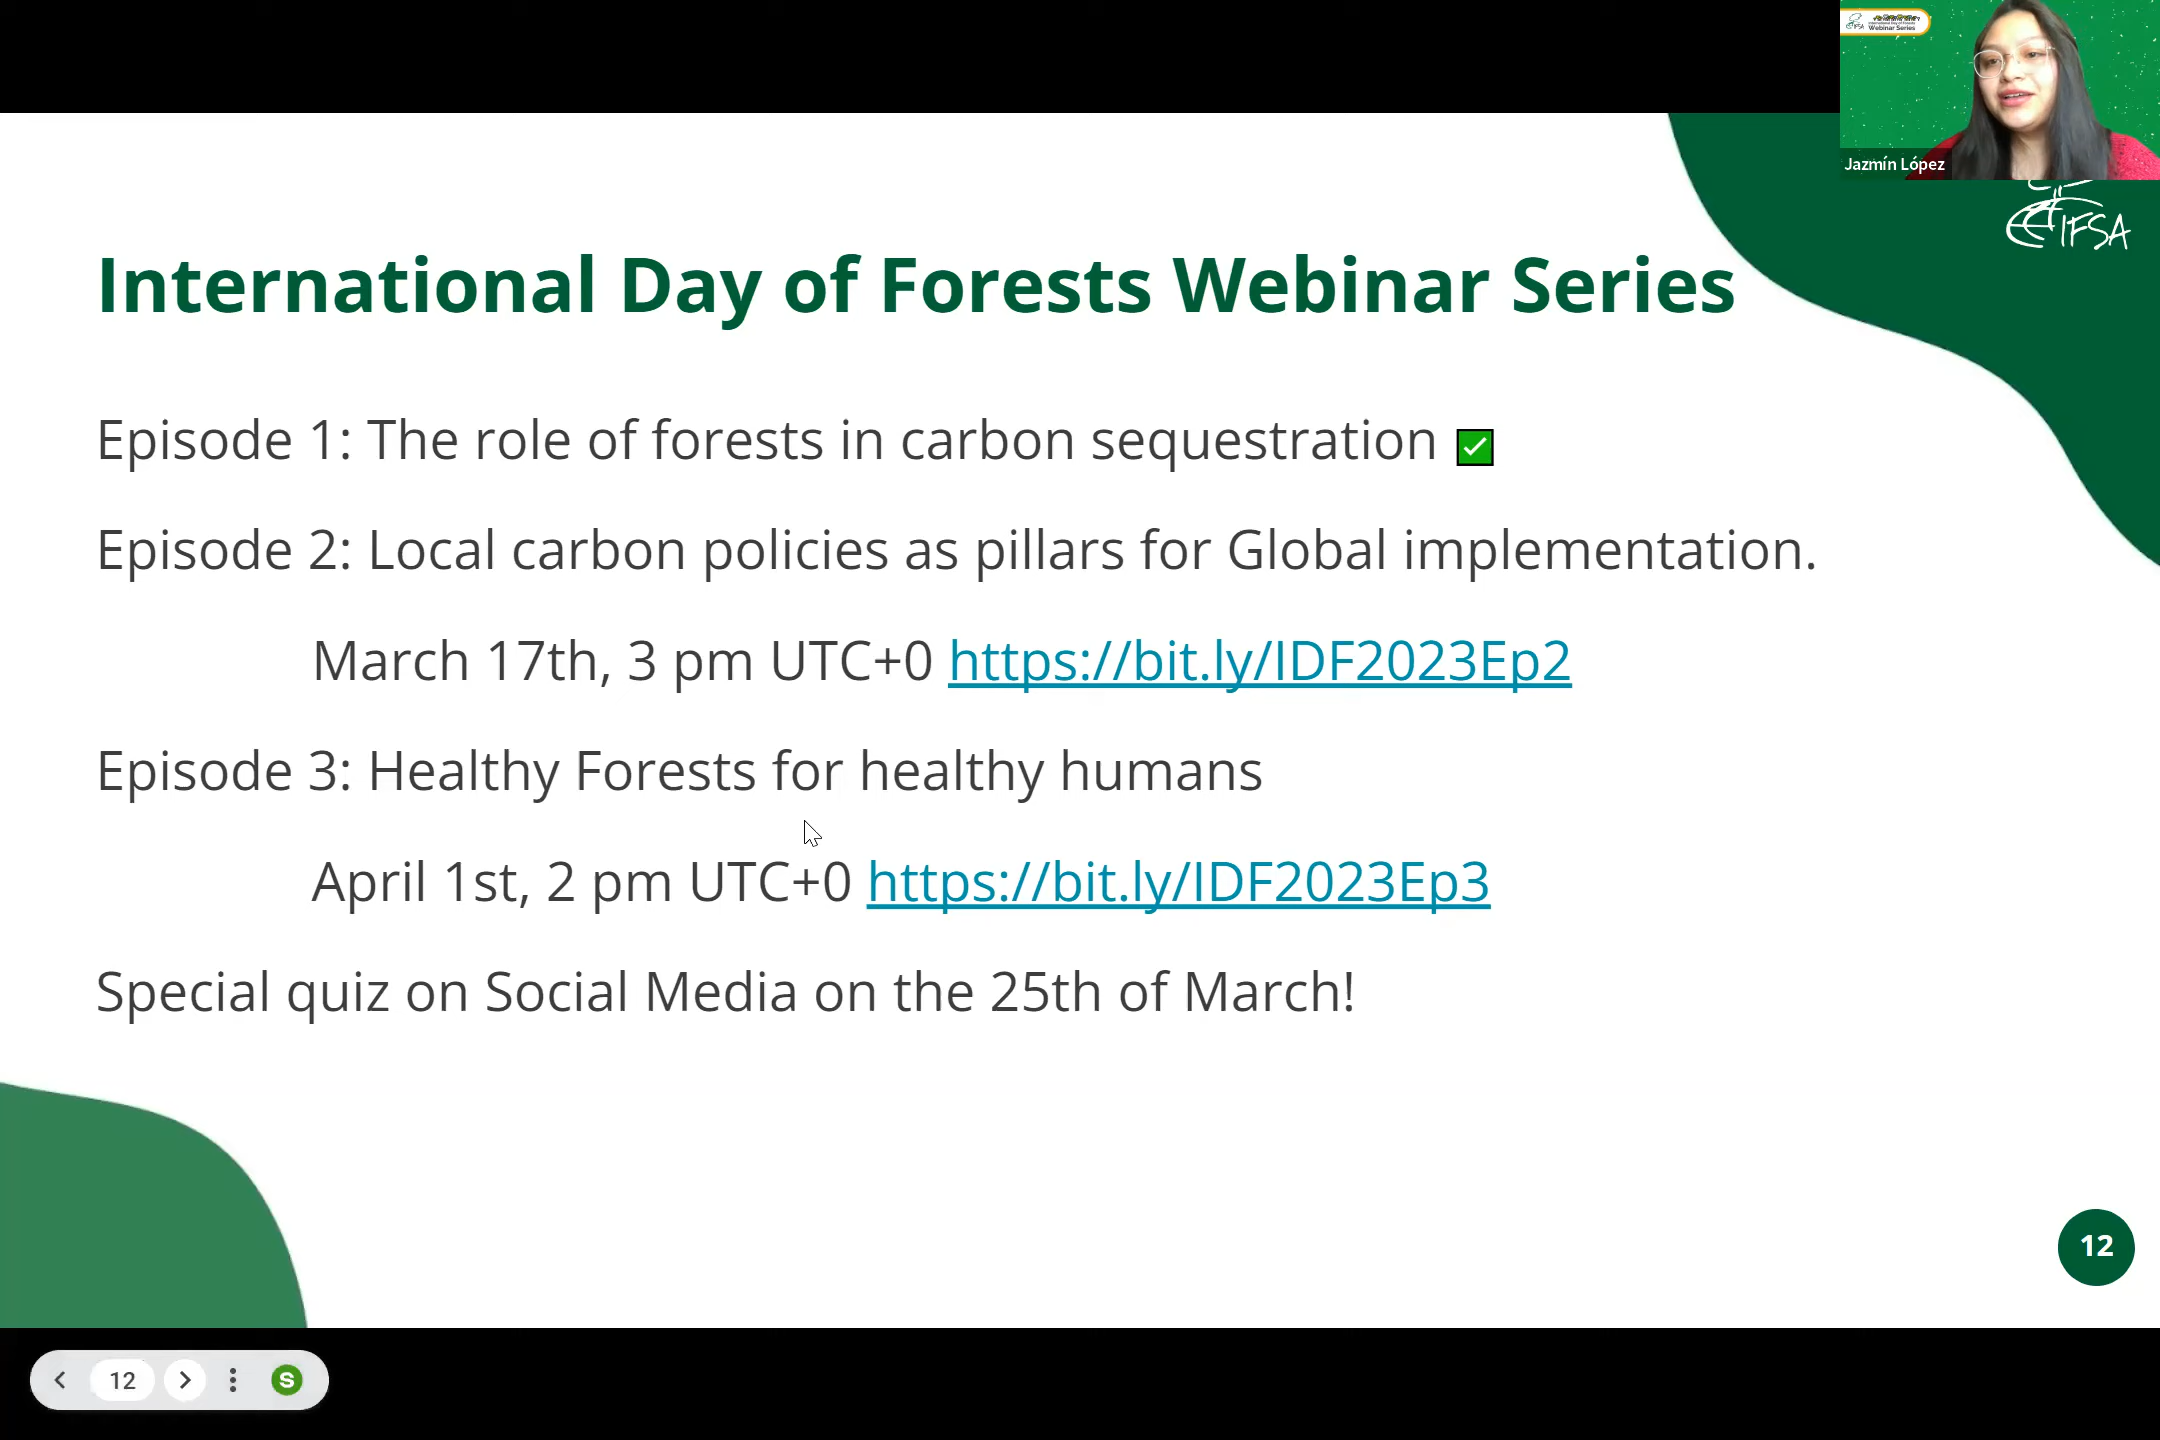 IFSA
Webinar Series
Jazmín López
IFSA
International Day of Forests Webinar Series
Episode 1: The role of forests in carbon sequestration ✅
Episode 2: Local carbon policies as pillars for Global implementation.
March 17th, 3 pm UTC+0 https://bit.ly/IDF2023Ep2
Episode 3: Healthy Forests for healthy humans
April 1st, 2 pm UTC+0 https://bit.ly/IDF2023Ep3
Special quiz on Social Media on the 25th of March!
12
12
S